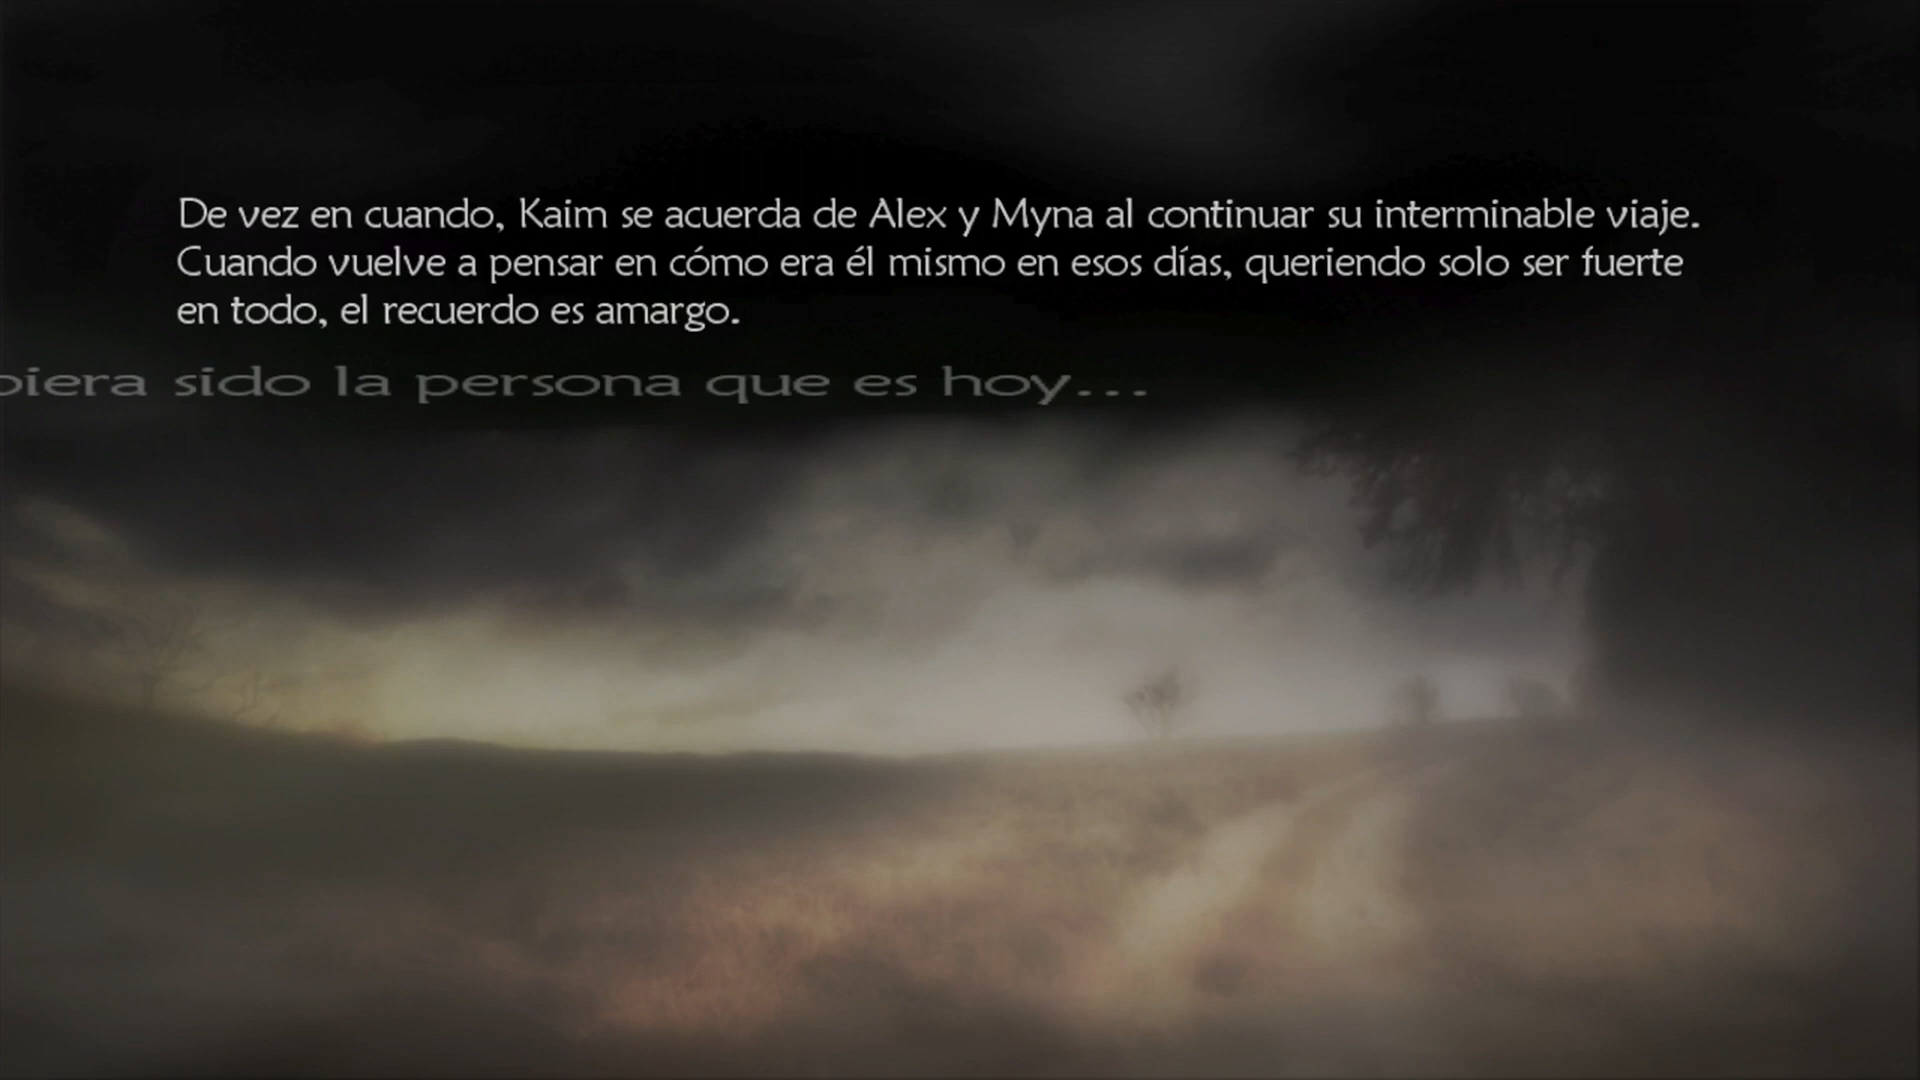 De vez en cuando, Kaim se acuerda de Alex y Myna al continuar su interminable viaje.
Cuando vuelve a pensar en cómo era él mismo en esos días, queriendo solo ser fuerte
en todo, el recuerdo es amargo.
sido la persona que es hoy...